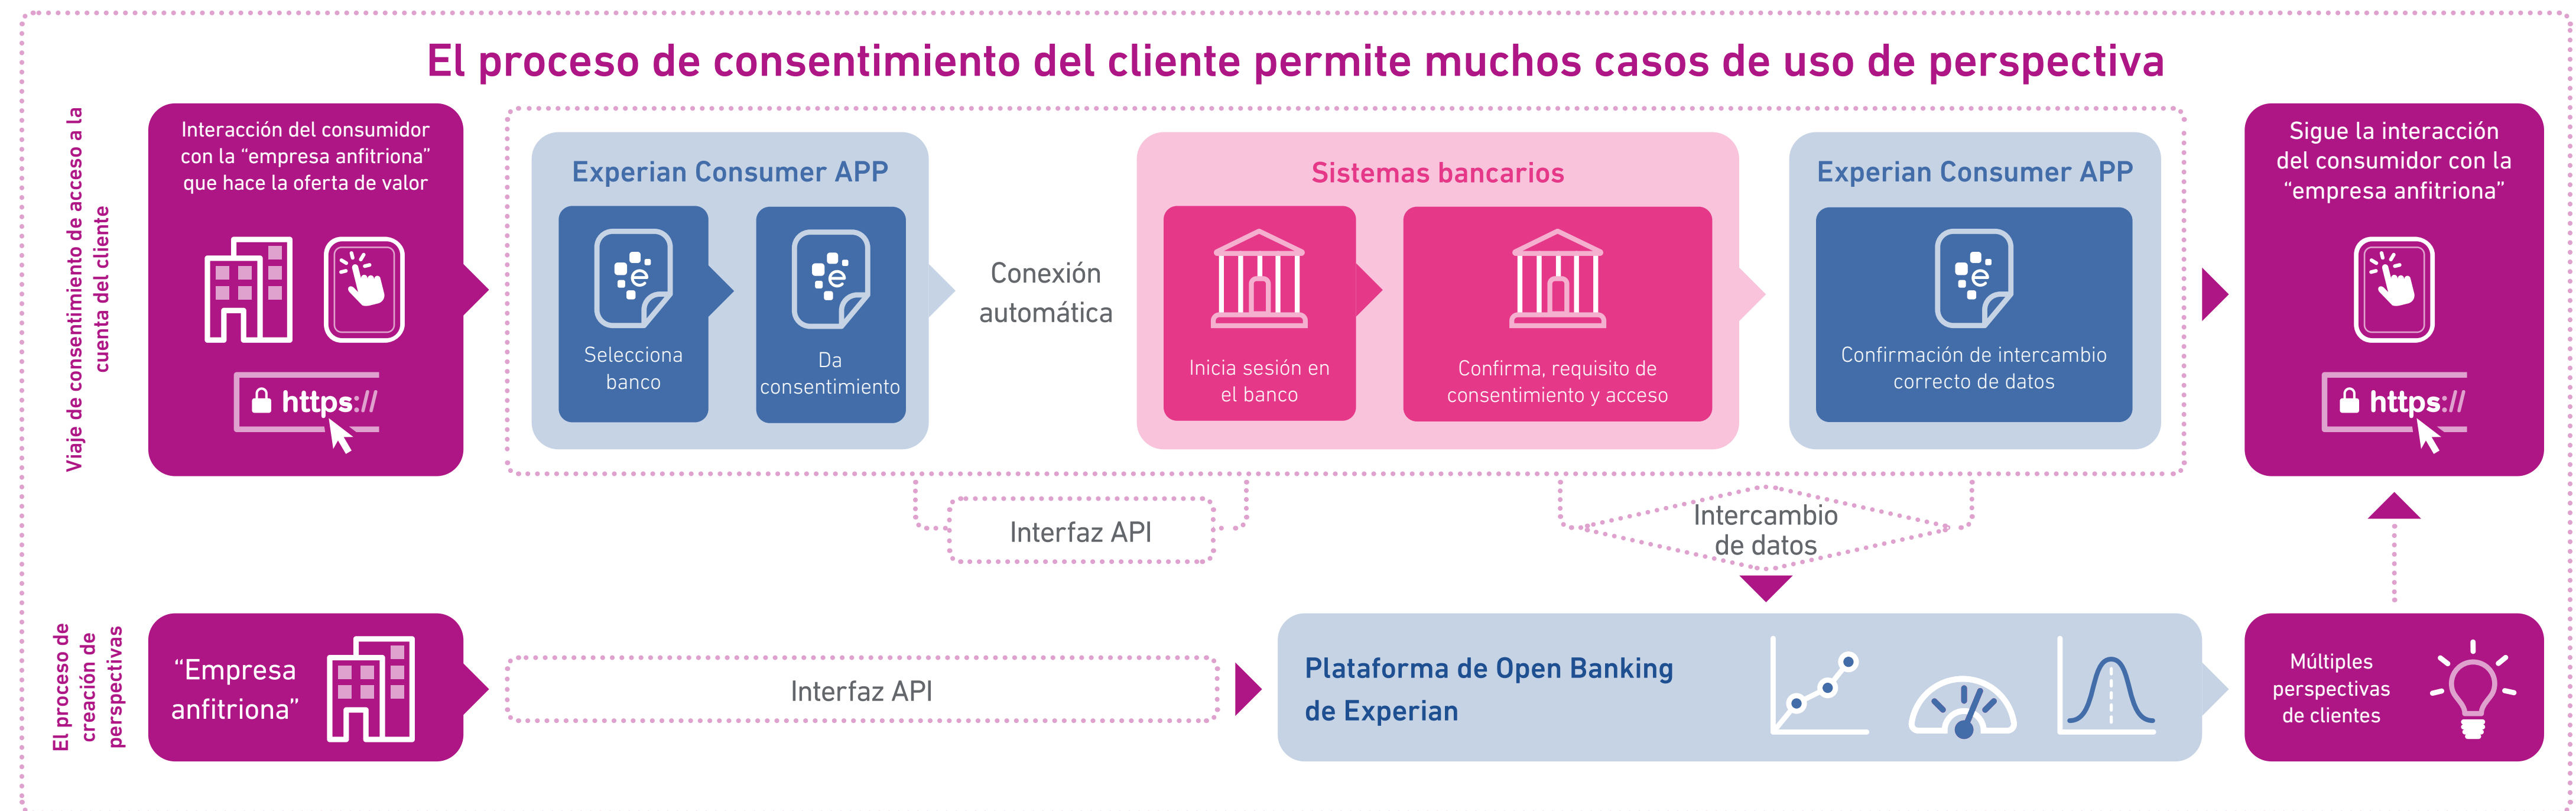 El proceso de consentimiento del cliente permite muchos casos de uso de perspectiva
Viaje de consentimiento de acceso a la
cuenta del cliente
Interacción del consumidor
con la “empresa anfitriona”
que hace la oferta de valor
https://
Experian Consumer APP
e
Selecciona
banco
e
Da
consentimiento
Conexión
automática
Sistemas bancarios
Inicia sesión en
el banco
Confirma, requisito de
consentimiento y acceso
Experian Consumer APP
e
Confirmación de intercambio
correcto de datos
Sigue la interacción
del consumidor con la
“empresa anfitriona”
https://
Interfaz API
Intercambio
de datos
El proceso de
creación de
perspectivas
“Empresa
anfitriona”
Interfaz API
Plataforma de Open Banking
de Experian
Múltiples
perspectivas
de clientes